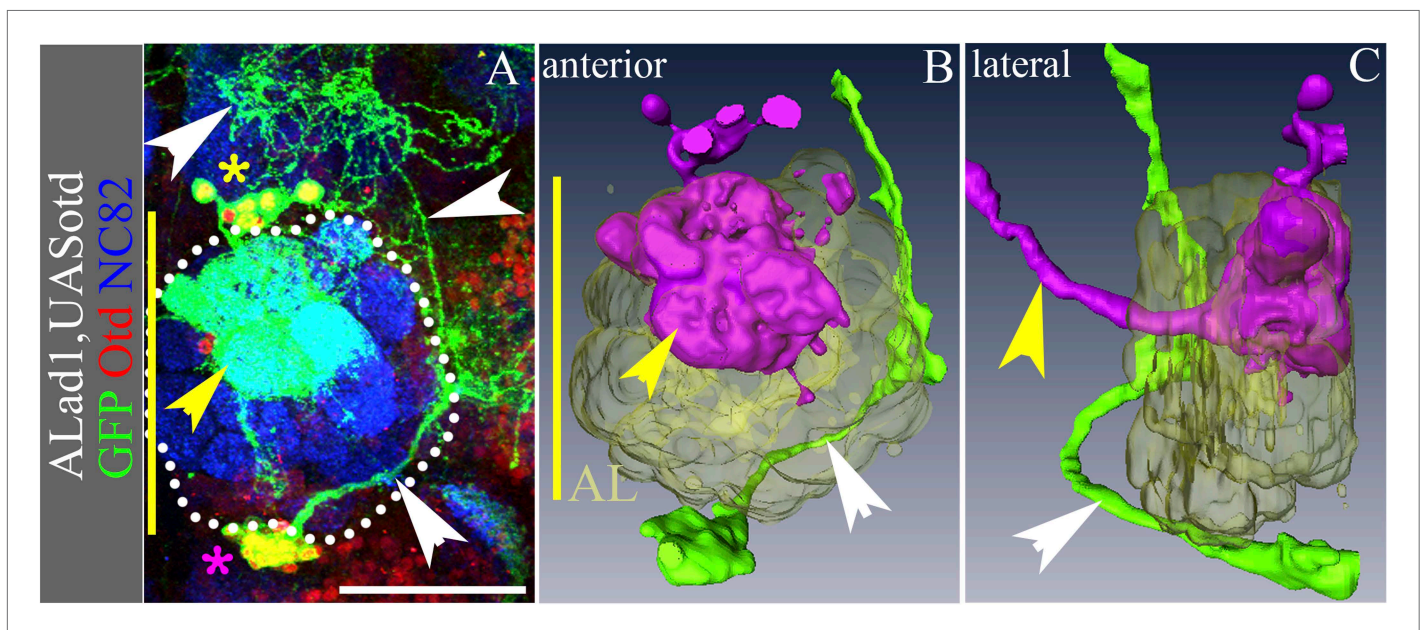 ALad1,UASotd
GFP Otd NC82
A
anterior
B
AL
lateral
C